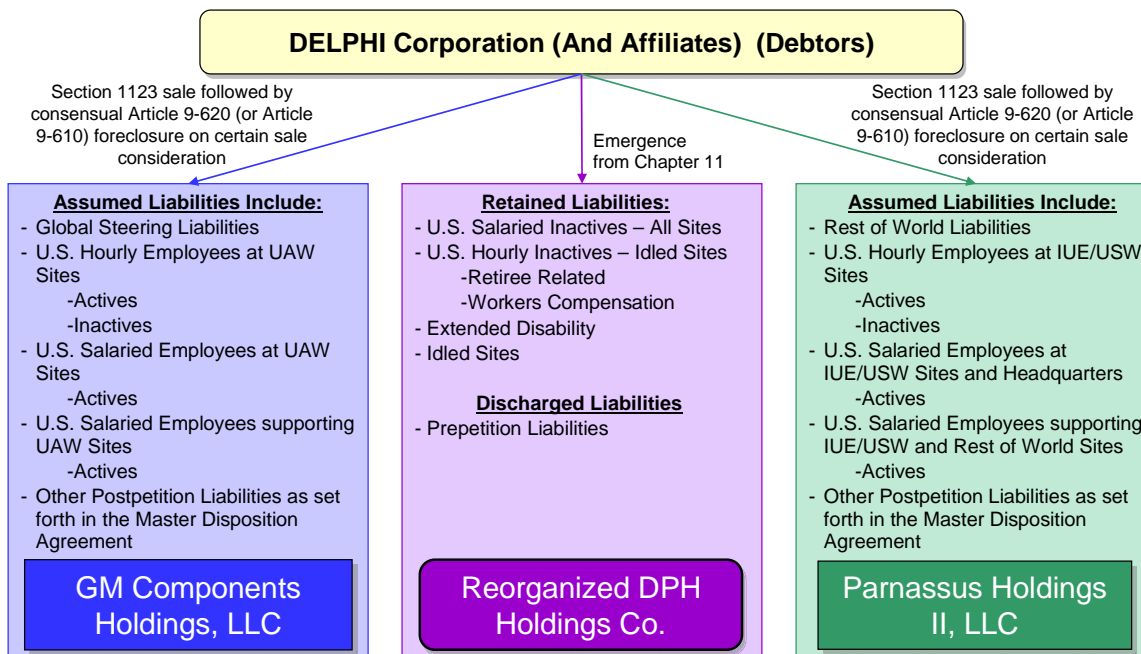 DELPHI Corporation (And Affiliates) (Debtors)
Section 1123 sale followed by
consensual Article 9-620 (or Article
9-610) foreclosure on certain sale
consideration
Emergence
from Chapter 11
Section 1123 sale followed by
consensual Article 9-620 (or Article
9-610) foreclosure on certain sale
consideration
Assumed Liabilities Include:
- Global Steering Liabilities
- U.S. Hourly Employees at UAW
Sites
-Actives
-Inactives
- U.S. Salaried Employees at UAW
Sites
-Actives
- U.S. Salaried Employees supporting
UAW Sites
-Actives
- Other Postpetition Liabilities as set
forth in the Master Disposition
Agreement
GM Components
Holdings, LLC
Retained Liabilities:
- U.S. Salaried Inactives – All Sites
- U.S. Hourly Inactives – Idled Sites
-Retiree Related
-Workers Compensation
- Extended Disability
- Idled Sites
Discharged Liabilities
- Prepetition Liabilities
Reorganized DPH
Holdings Co.
Assumed Liabilities Include:
- Rest of World Liabilities
- U.S. Hourly Employees at IUE/USW
Sites
-Actives
-Inactives
- U.S. Salaried Employees at
IUE/USW Sites and Headquarters
-Actives
- U.S. Salaried Employees supporting
IUE/USW and Rest of World Sites
-Actives
- Other Postpetition Liabilities as set
forth in the Master Disposition
Agreement
Parnassus Holdings
II, LLC